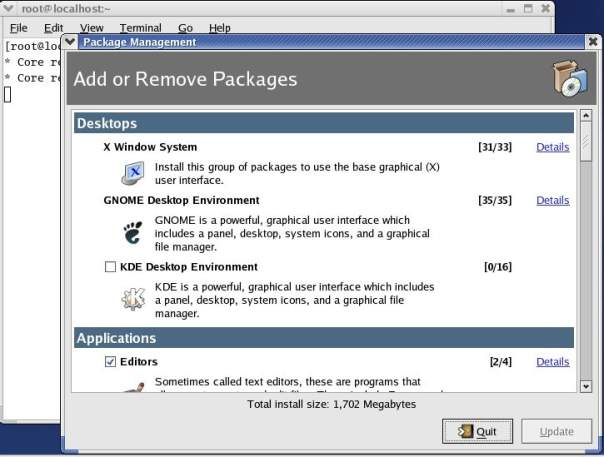 root@localhost:~
File Edit View Terminal Go Help
[root@loc
* Core re
* Core re
Package Management
Add or Remove Packages
Desktops
X Window System [31/33] Details
Install this group of packages to use the base graphical (X)
user interface.
GNOME Desktop Environment [35/35] Details
GNOME is a powerful, graphical user interface which
includes a panel, desktop, system icons, and a graphical
file manager.
KDE Desktop Environment [0/16]
KDE is a powerful, graphical user interface which includes
a panel, desktop, system icons, and a graphical file
manager.
Applications
Editors [2/4] Details
Sometimes called text editors, these are programs that
Total install size: 1,702 Megabytes
Quit Update